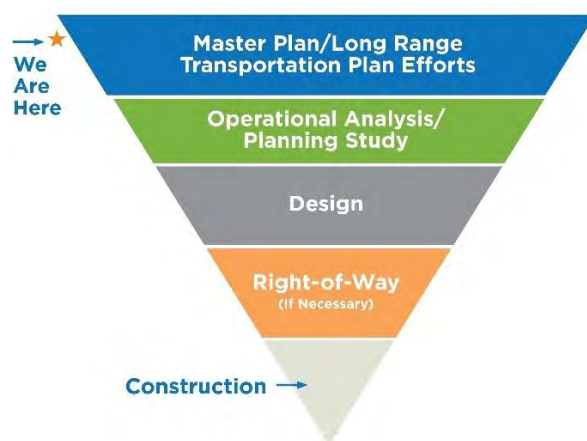 We
Are
Here
Master Plan/Long Range
Transportation Plan Efforts
Operational Analysis/
Planning Study
Design
Right-of-Way
(If Necessary)
Construction